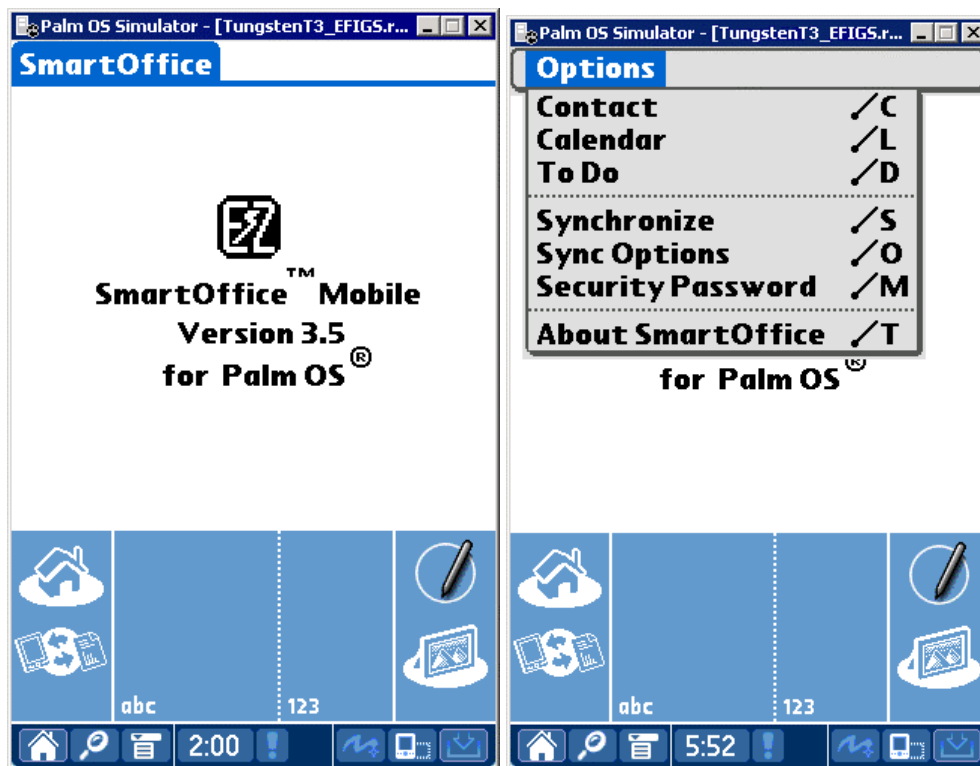 Palm OS Simulator - [TungstenT3_EFIGS.r...
SmartOffice
SmartOffice™ Mobile
Version 3.5
for Palm OS®
abc
123
2:00
Palm OS Simulator - [TungstenT3_EFIGS.r...
Options
Contact /C
Calendar /L
To Do /D
Synchronize /S
Sync Options /O
Security Password /M
About SmartOffice /T
for Palm OS®
abc
123
5:52